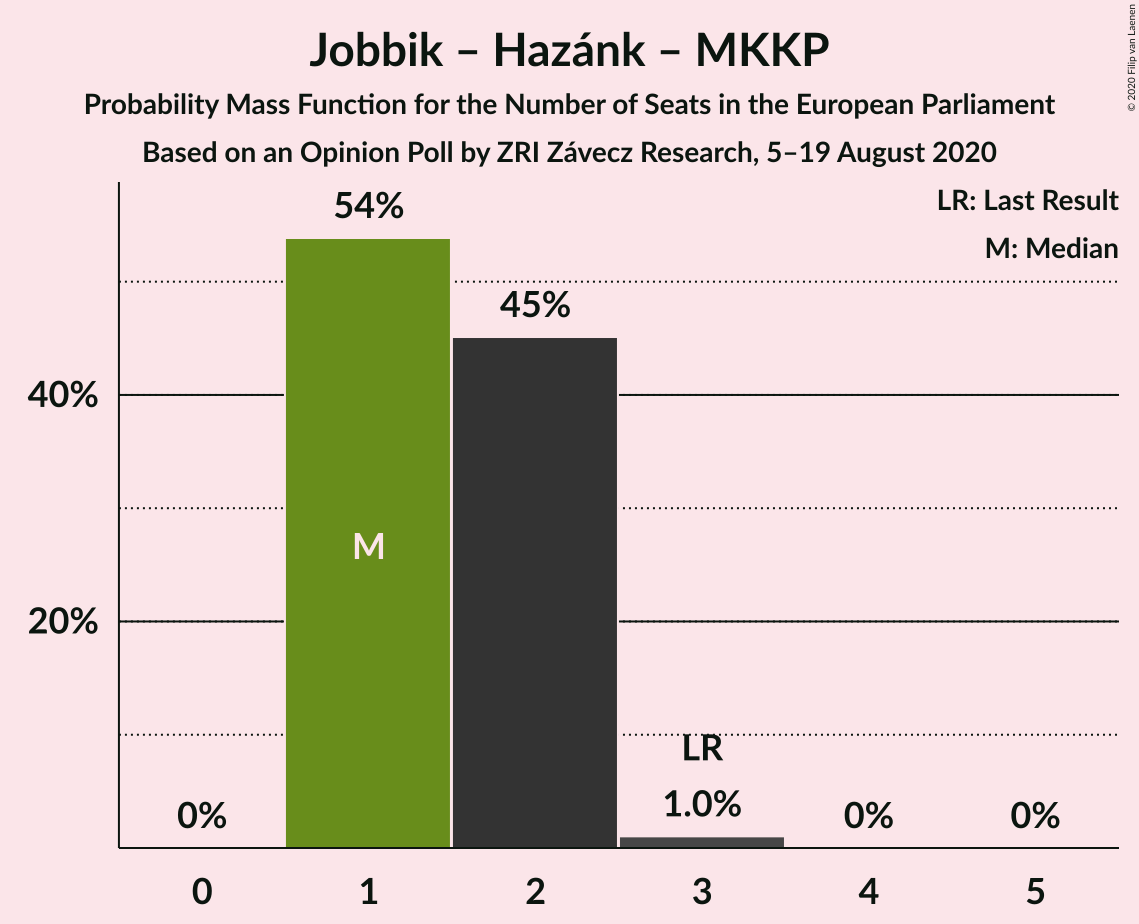 Jobbik – Hazánk – MKKP
Probability Mass Function for the Number of Seats in the European Parliament
Based on an Opinion Poll by ZRI Závecz Research, 5–19 August 2020
© 2020 Filip van Laenen
LR: Last Result
M: Median
54%
45%
40%
M
20%
LR
0%
1.0%
0%
0%
0
1
2
3
4
5